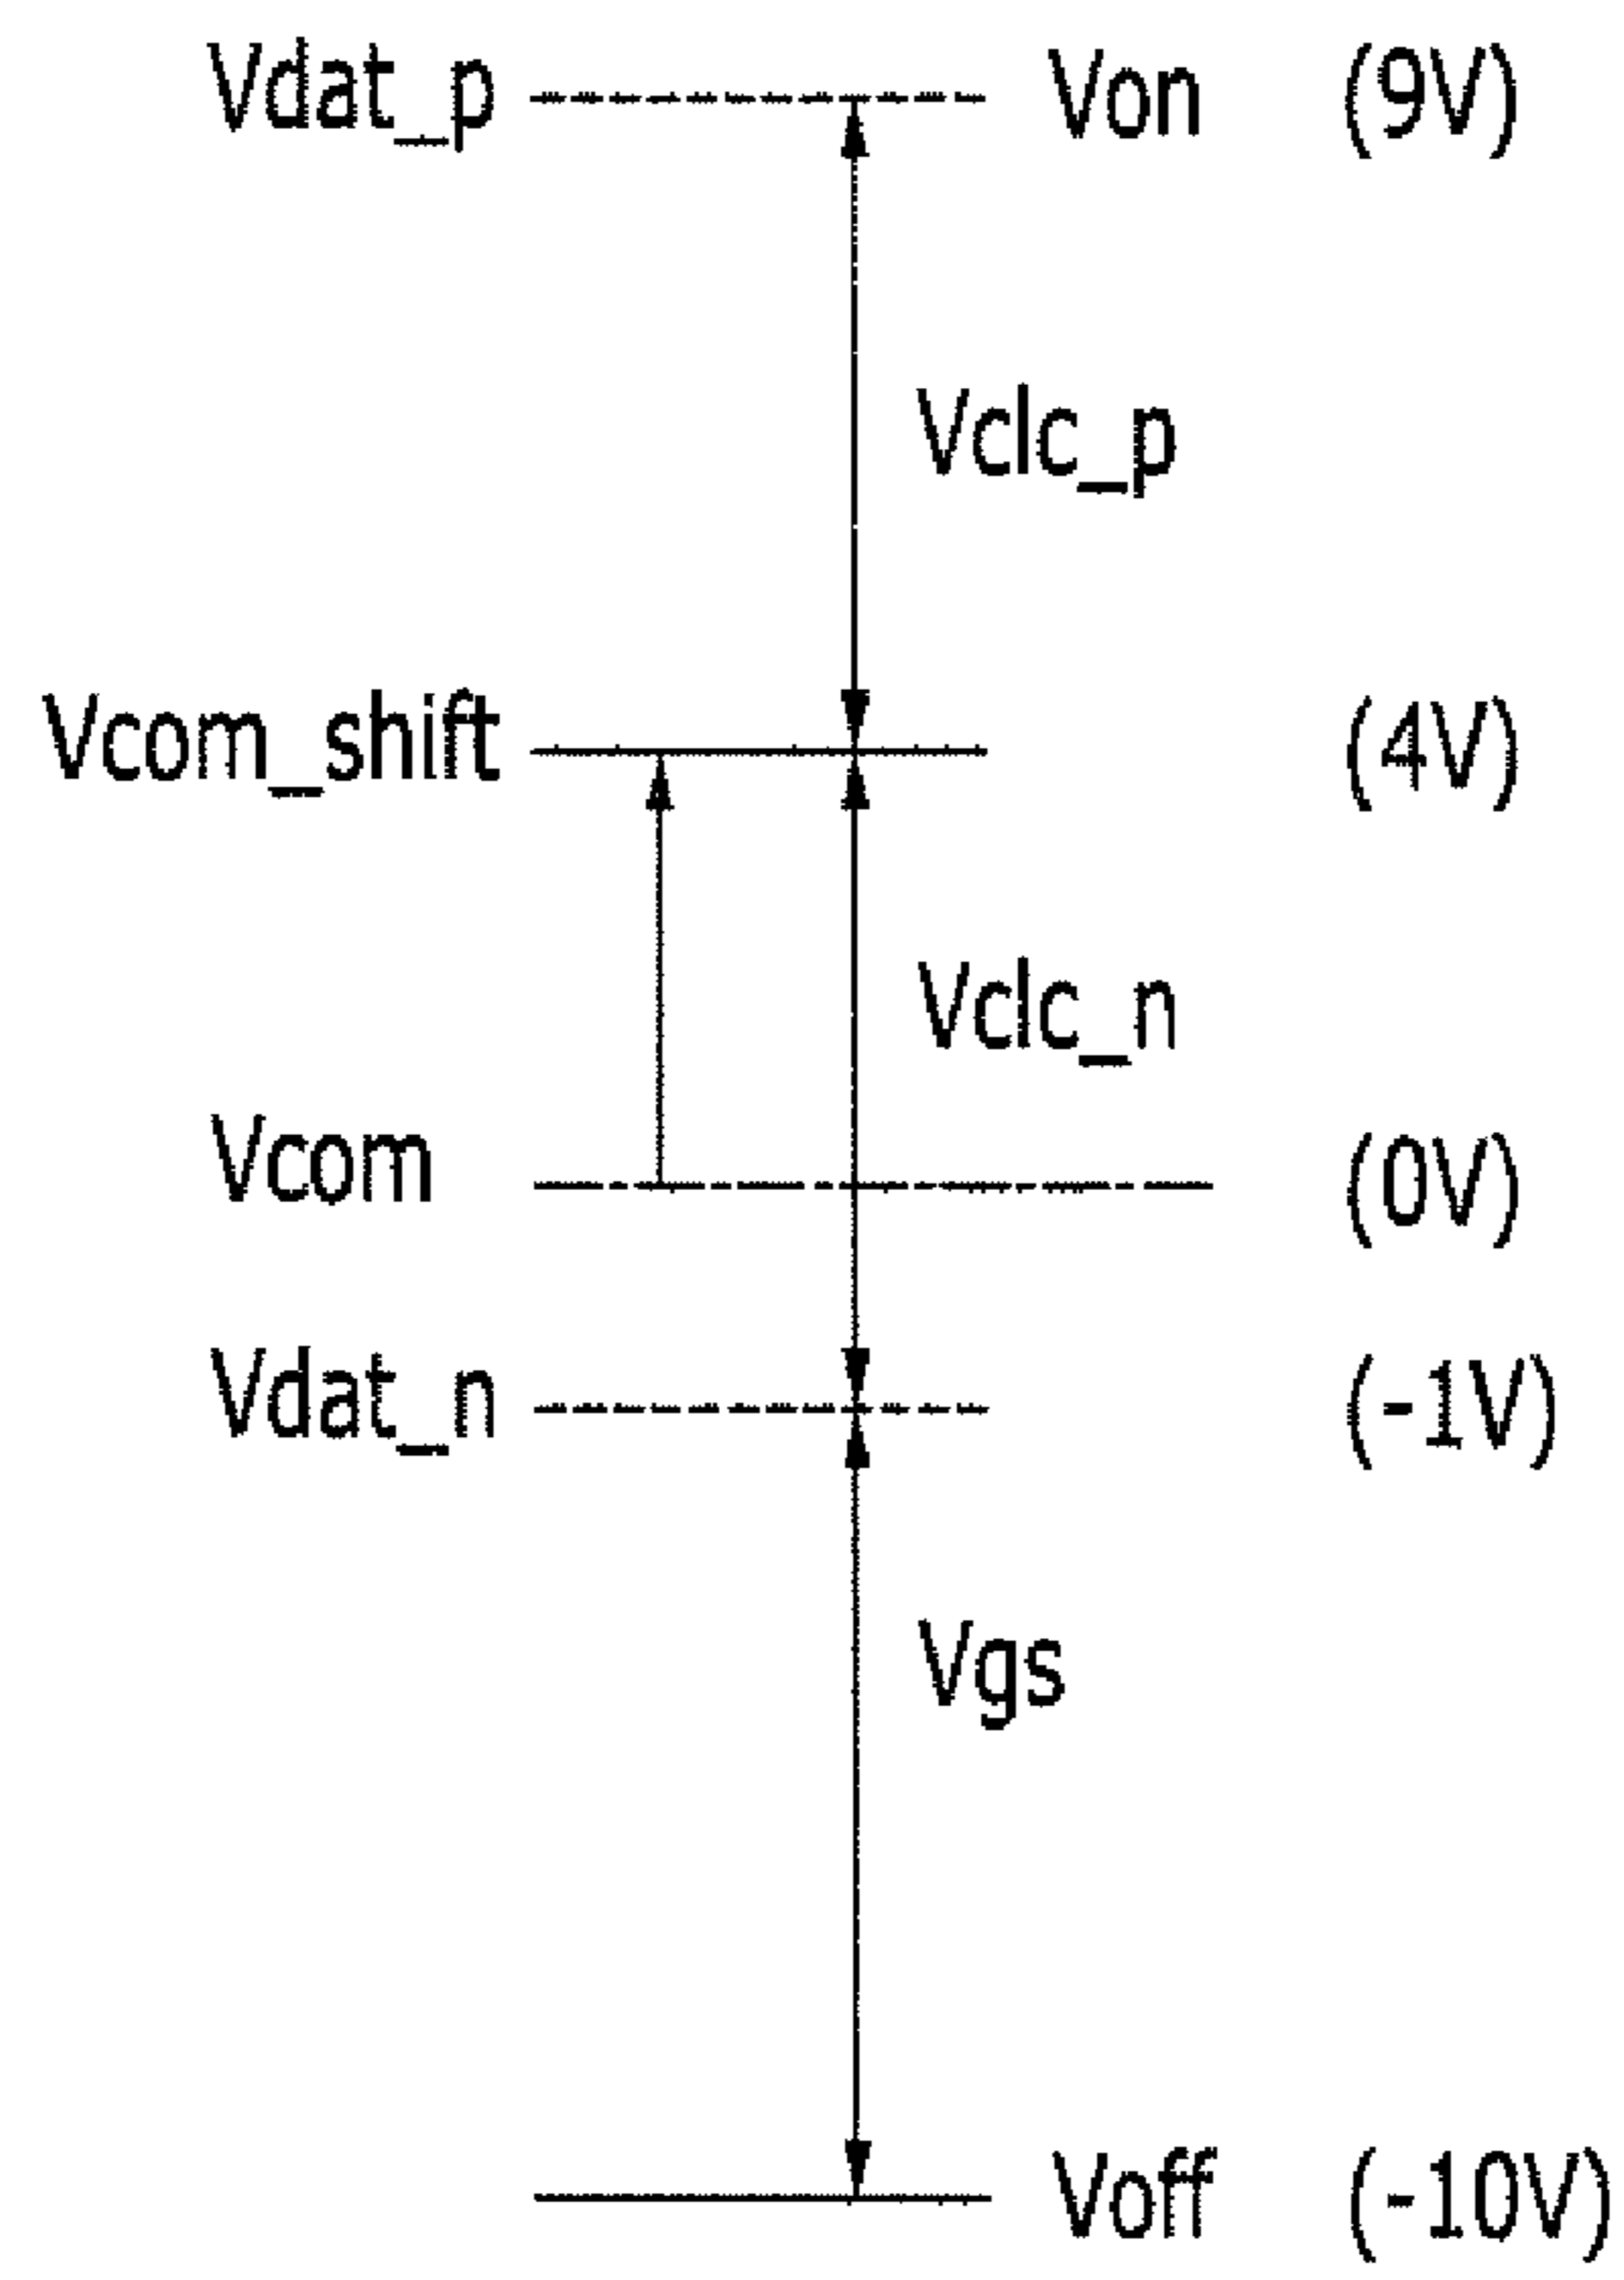 Vdat_p Von (9V)
Vclc_p
Vcom_shift (4V)
Vclc_n
Vcom (0V)
Vdat_n (-1V)
Vgs
Voff (-10V)